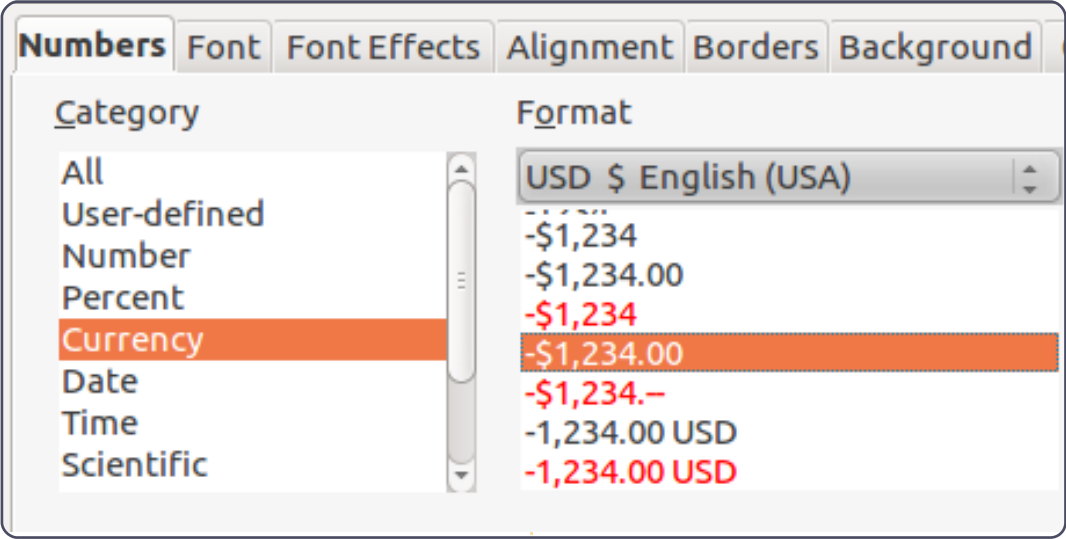 Numbers Font Font Effects Alignment Borders Background
Category
All
User-defined
Number
Percent
Currency
Date
Time
Scientific
Format
USD $ English (USA)
-$1,234
-$1,234.00
-$1,234
-$1,234.00
-$1,234.--
-1,234.00 USD
-1,234.00 USD